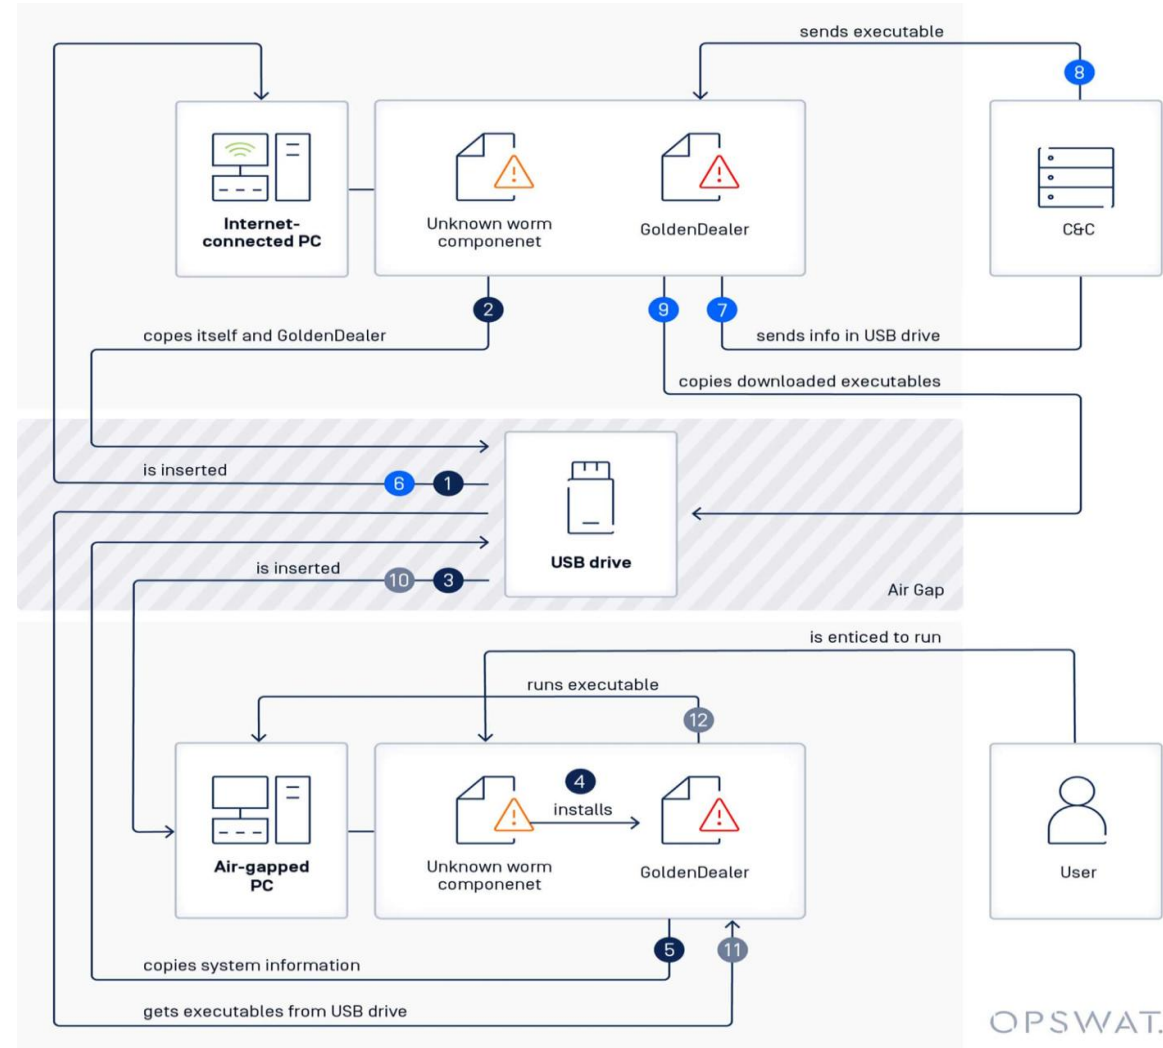 sends executable
8
Internet-
connected PC
Unknown worm
componenet
GoldenDealer
C&C
2
9
7
copes itself and GoldenDealer
sends info in USB drive
copies downloaded executables
is inserted
6
1
USB drive
is inserted
10
3
Air Gap
is enticed to run
runs executable
12
4
installs
Air-gapped
PC
Unknown worm
componenet
GoldenDealer
User
5
11
copies system information
gets executables from USB drive
OPSWAT.